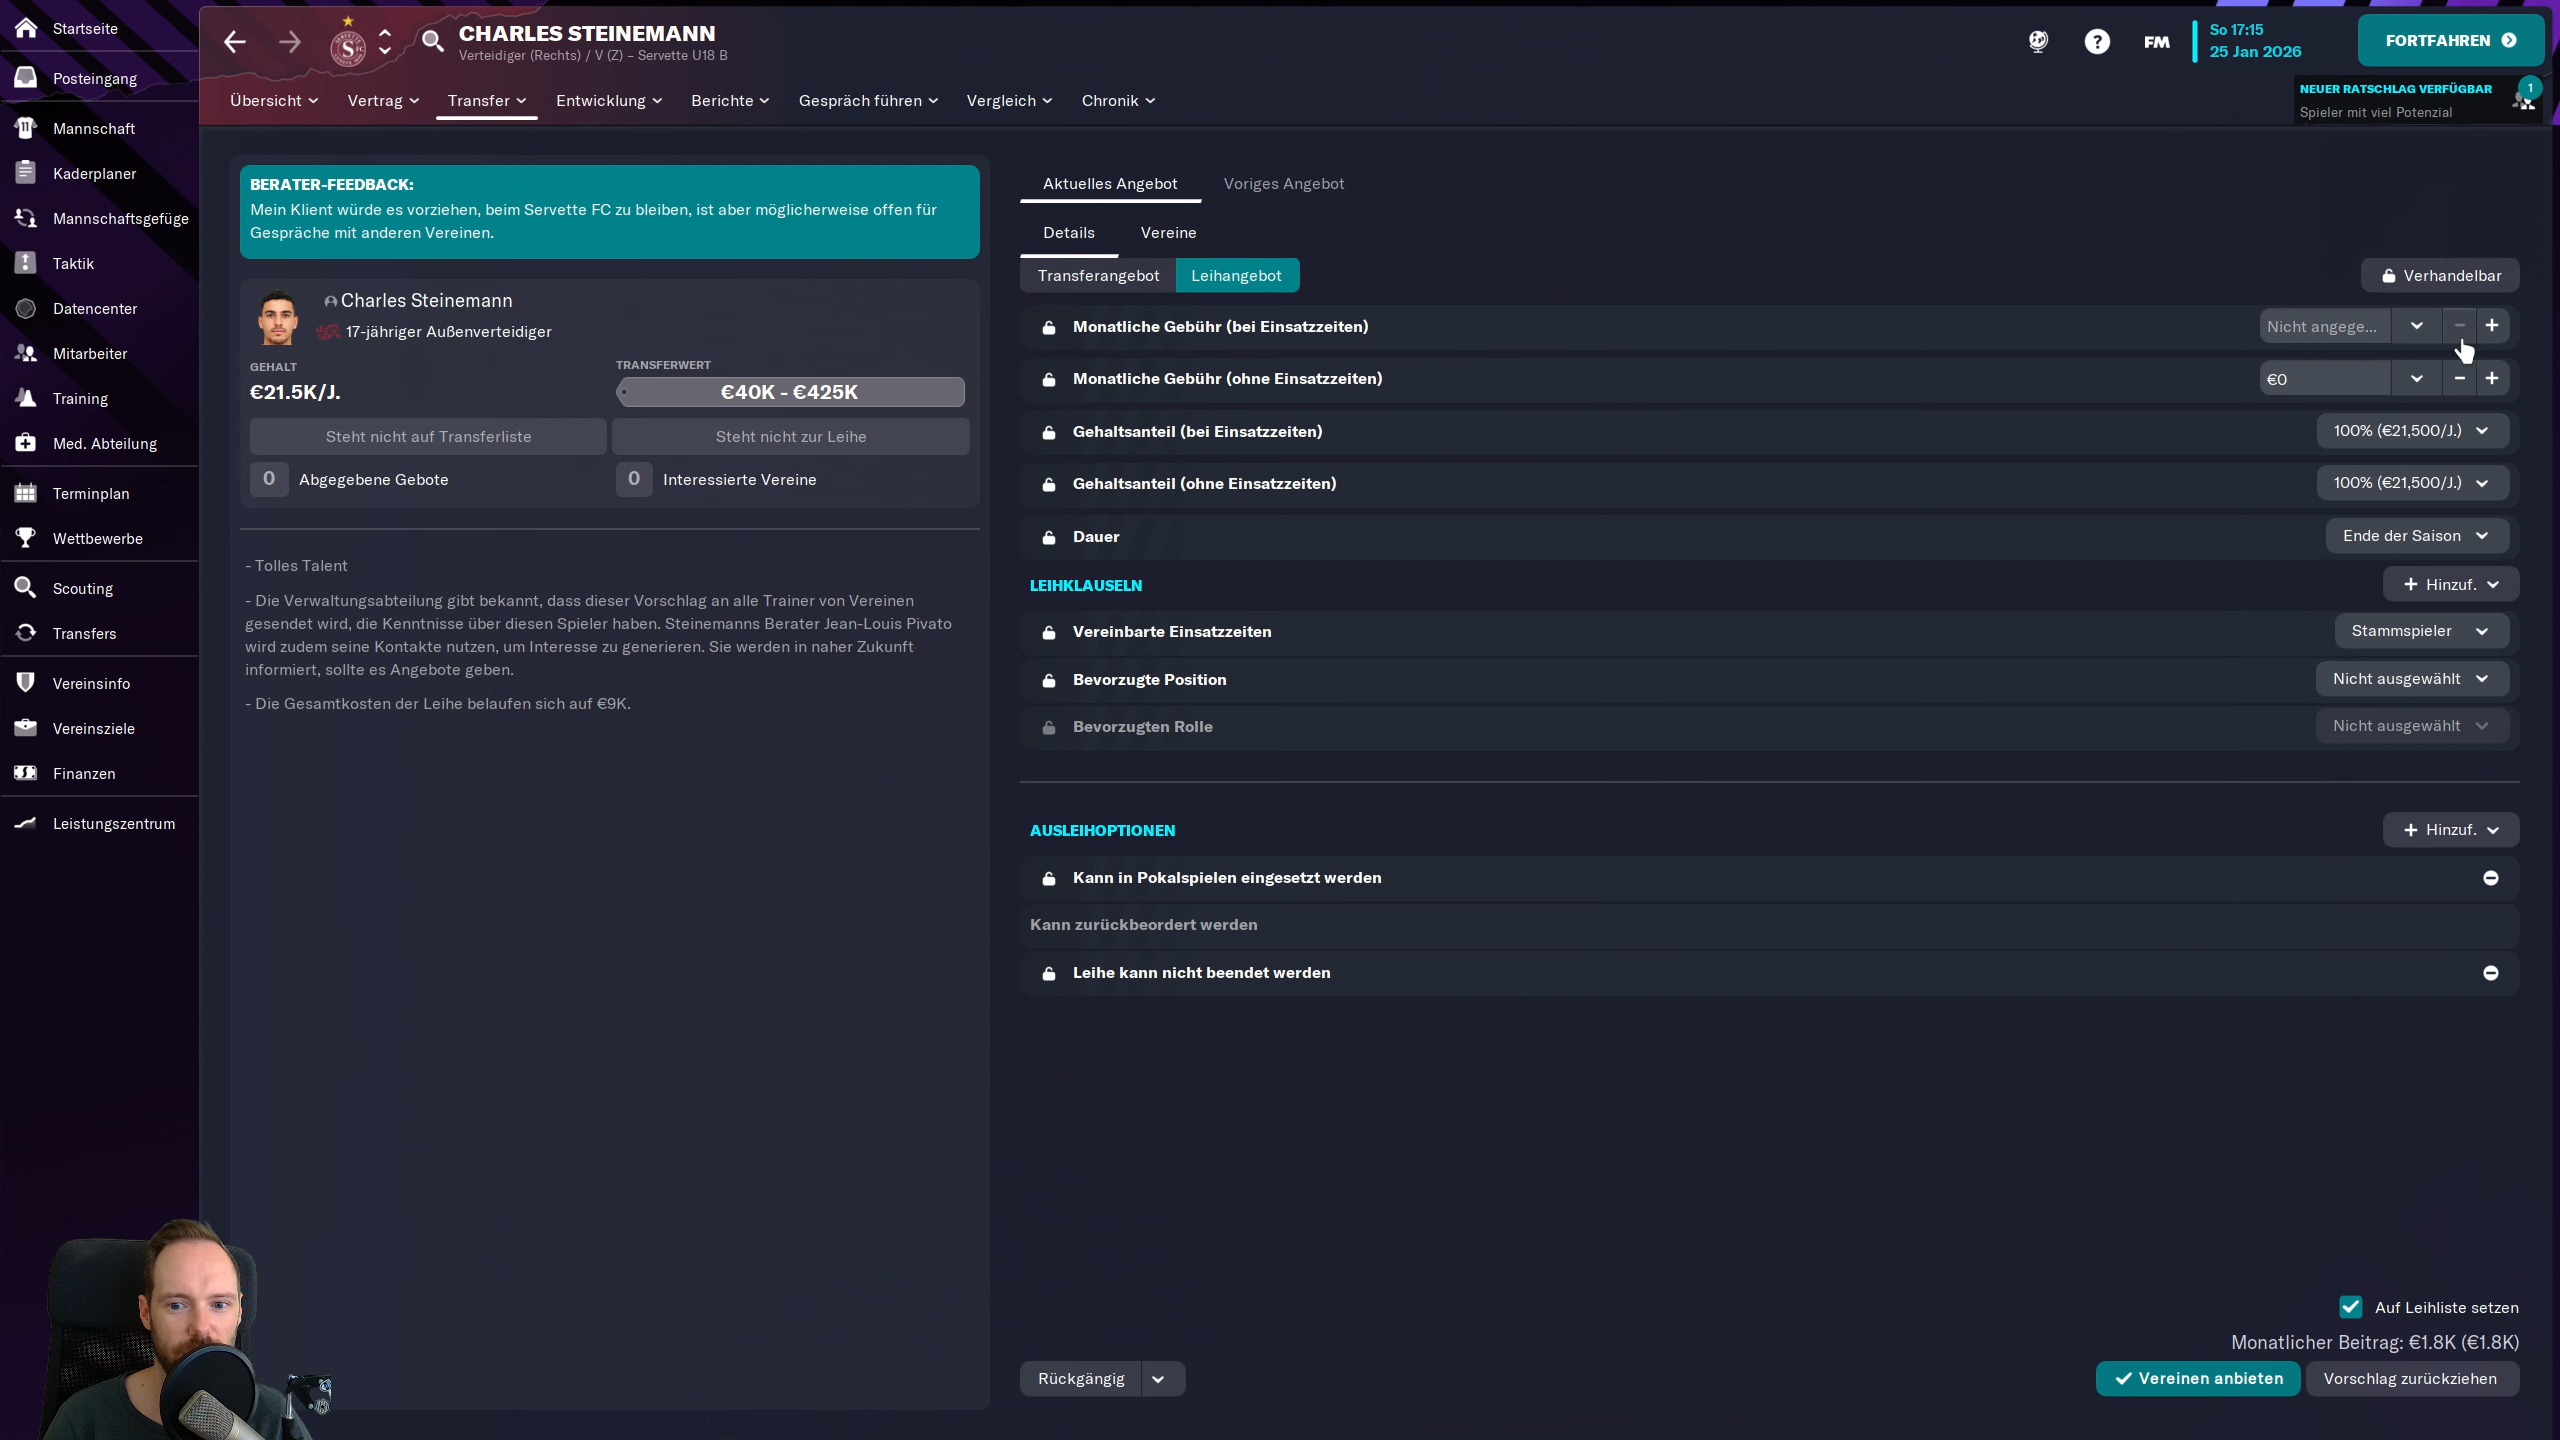 Startseite
Posteingang
Mannschaft
Kaderplaner
Mannschaftsgefüge
Taktik
Datencenter
Mitarbeiter
Training
Med. Abteilung
Terminplan
Wettbewerbe
Scouting
Transfers
Vereinsinfo
Vereinsziele
Finanzen
Leistungszentrum
CHARLES STEINEMANN
Verteidiger (Rechts) / V (Z) – Servette U18 B
FM
So 17:15
25 Jan 2026
FORTFAHREN
Übersicht
Vertrag
Transfer
Entwicklung
Berichte
Gespräch führen
Vergleich
Chronik
NEUER RATSCHLAG VERFÜGBAR
1
Spieler mit viel Potenzial
BERATER-FEEDBACK:
Mein Klient würde es vorziehen, beim Servette FC zu bleiben, ist aber möglicherweise offen für
Gespräche mit anderen Vereinen.
Charles Steinemann
17-jähriger Außenverteidiger
GEHALT
€21.5K/J.
TRANSFERWERT
€40K - €425K
Steht nicht auf Transferliste
Steht nicht zur Leihe
0 Abgegebene Gebote
0 Interessierte Vereine
- Tolles Talent
- Die Verwaltungsabteilung gibt bekannt, dass dieser Vorschlag an alle Trainer von Vereinen
gesendet wird, die Kenntnisse über diesen Spieler haben. Steinemanns Berater Jean-Louis Pivato
wird zudem seine Kontakte nutzen, um Interesse zu generieren. Sie werden in naher Zukunft
informiert, sollte es Angebote geben.
- Die Gesamtkosten der Leihe belaufen sich auf €9K.
Aktuelles Angebot
Voriges Angebot
Details
Vereine
Transferangebot
Leihangebot
Verhandelbar
Monatliche Gebühr (bei Einsatzzeiten)
Nicht angege...
Monatliche Gebühr (ohne Einsatzzeiten)
€0
Gehaltsanteil (bei Einsatzzeiten)
100% (€21,500/J.)
Gehaltsanteil (ohne Einsatzzeiten)
100% (€21,500/J.)
Dauer
Ende der Saison
LEIHKLAUSELN
Hinzuf.
Vereinbarte Einsatzzeiten
Stammspieler
Bevorzugte Position
Nicht ausgewählt
Bevorzugten Rolle
Nicht ausgewählt
AUSLEIHOPTIONEN
Hinzuf.
Kann in Pokalspielen eingesetzt werden
Kann zurückbeordert werden
Leihe kann nicht beendet werden
Auf Leihliste setzen
Monatlicher Beitrag: €1.8K (€1.8K)
Rückgängig
Vereinen anbieten
Vorschlag zurückziehen